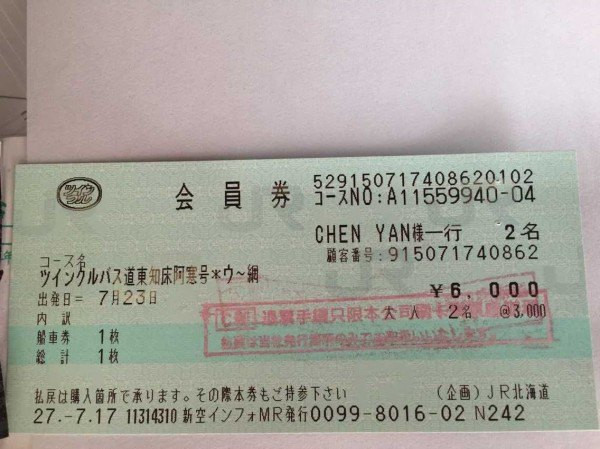 会員券
52915071740862 0102
コースNO:A11559940-04
CHEN YAN様一行 2名
顧客番号:915071740862
コース名
ツインクルバス道東知床阿寒号*ウ~網
出発日= 7月23日
¥6,000
内訳
大人 2名 @3,000
船車券 1枚
総計 1枚
払戻は購入箇所で承ります。その際本券もご持参下さい
(企画)JR北海道
27.-7.17 11314310 新空インフォMR発行0099-8016-02 N242